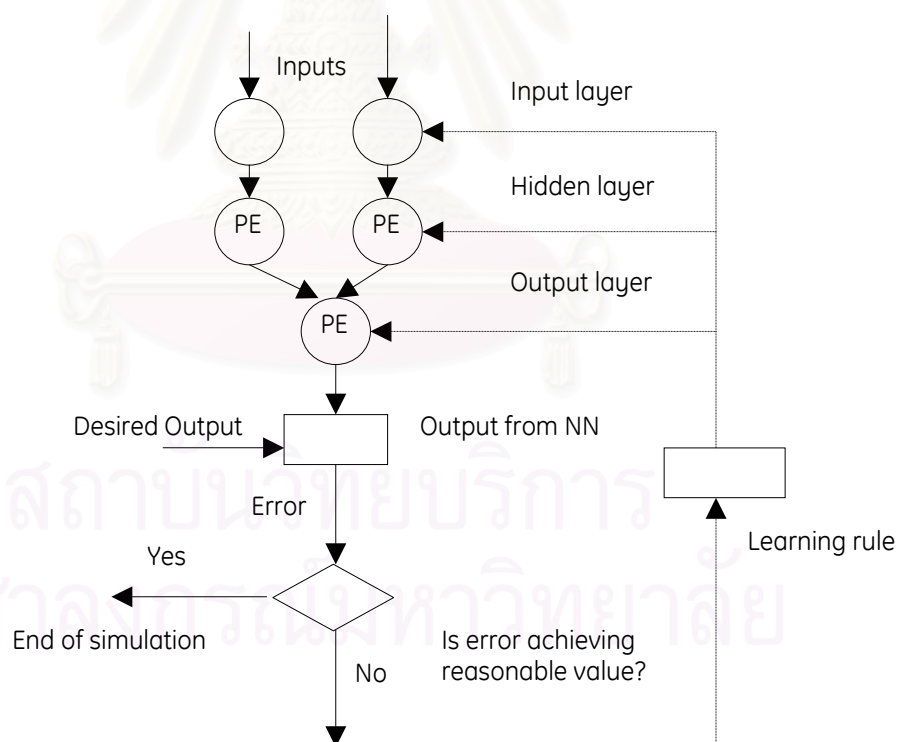 Inputs
Input layer
Hidden layer
PE PE
Output layer
PE
Desired Output
Output from NN
สถาบันวิทยบริการ
Error
Learning rule
Yes
End of simulation
Is error achieving
reasonable value?
No
าลงกรณ์มหาวิทยาลัย